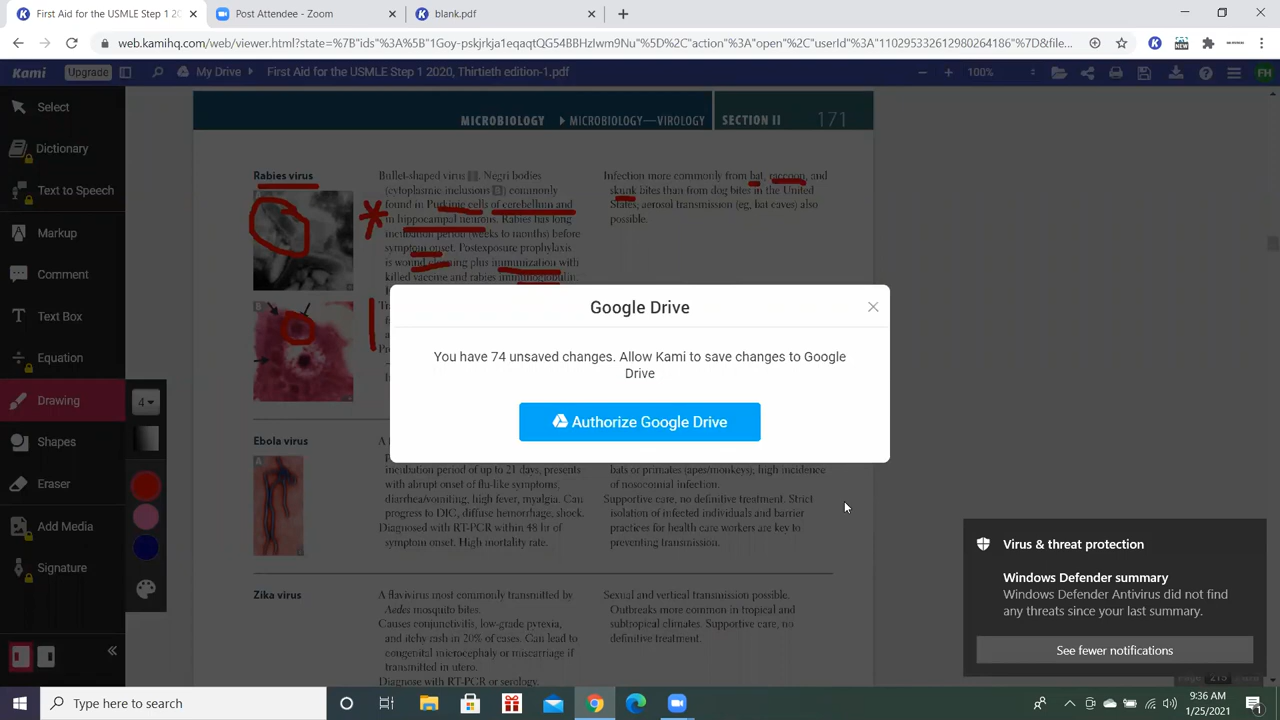 First Aid for the USMLE Step 1 20
Post Attendee - Zoom
blank.pdf
web.kamihq.com/web/viewer.html?state=%7B"ids"%3A%5B"1Goy-pskjrkja1eqaqtQG54BBHzlwm9Nu"%5D%2C"action"%3A"open"%2C"userId"%3A"110295332612980264186"%7D&file...
Kami
Upgrade
My Drive
First Aid for the USMLE Step 1 2020, Thirtieth edition-1.pdf
100%
FH
Select
Dictionary
Text to Speech
Markup
Comment
Text Box
Equation
Drawing
4
Shapes
Eraser
Add Media
Signature
MICROBIOLOGY ▶ MICROBIOLOGY—VIROLOGY SECTION II 171
Rabies virus
Bullet-shaped virus A. Negri bodies
(cytoplasmic inclusions B) commonly
found in Purkinje cells of cerebellum and
in hippocampal neurons. Rabies has long
incubation period (weeks to months) before
symptom onset. Postexposure prophylaxis
is wound cleaning plus immunization with
killed vaccine and rabies immunoglobulin.
Infection more commonly from bat, raccoon, and
skunk bites than from dog bites in the United
States; aerosol transmission (eg, bat caves) also
possible.
B
Google Drive
You have 74 unsaved changes. Allow Kami to save changes to Google
Drive
Authorize Google Drive
Ebola virus
A
incubation period of up to 21 days, presents
with abrupt onset of flu-like symptoms,
diarrhea/vomiting, high fever, myalgia. Can
progress to DIC, diffuse hemorrhage, shock.
Diagnosed with RT-PCR within 48 hr of
symptom onset. High mortality rate.
bats or primates (apes/monkeys); high incidence
of nosocomial infection.
Supportive care, no definitive treatment. Strict
isolation of infected individuals and barrier
practices for health care workers are key to
preventing transmission.
Zika virus
A flavivirus most commonly transmitted by
Aedes mosquito bites.
Causes conjunctivitis, low-grade pyrexia,
and itchy rash in 20% of cases. Can lead to
congenital microcephaly or miscarriage if
transmitted in utero.
Diagnose with RT-PCR or serology.
Sexual and vertical transmission possible.
Outbreaks more common in tropical and
subtropical climates. Supportive care, no
definitive treatment.
Virus & threat protection
Windows Defender summary
Windows Defender Antivirus did not find
any threats since your last summary.
See fewer notifications
Page 215
Type here to search
9:36 AM
1/25/2021
1